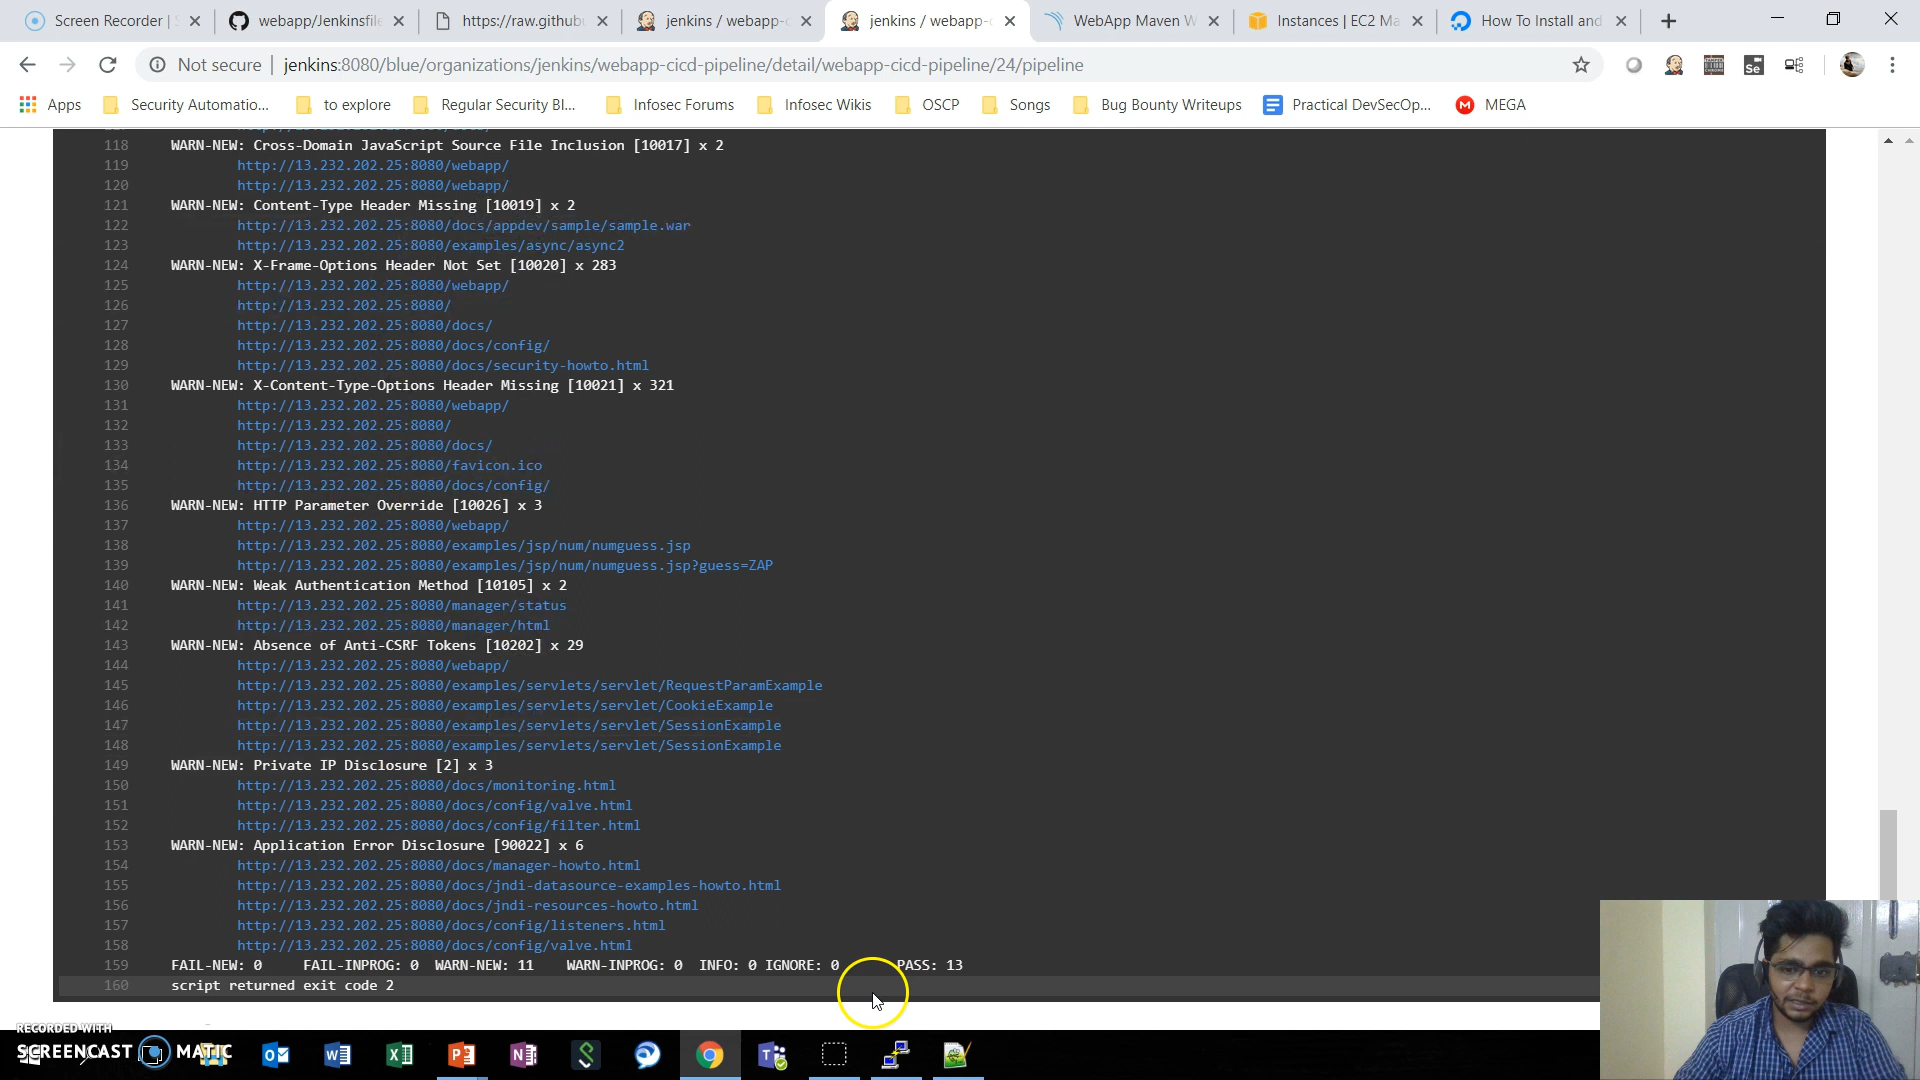 Screen Recorder | S
webapp/Jenkinsfile
https://raw.githubu
jenkins / webapp-c
jenkins / webapp-c
WebApp Maven W
Instances | EC2 Ma
How To Install and
Not secure | jenkins:8080/blue/organizations/jenkins/webapp-cicd-pipeline/detail/webapp-cicd-pipeline/24/pipeline
Apps
Security Automatio...
to explore
Regular Security Bl...
Infosec Forums
Infosec Wikis
OSCP
Songs
Bug Bounty Writeups
Practical DevSecOp...
MEGA
118 WARN-NEW: Cross-Domain JavaScript Source File Inclusion [10017] x 2
119 http://13.232.202.25:8080/webapp/
120 http://13.232.202.25:8080/webapp/
121 WARN-NEW: Content-Type Header Missing [10019] x 2
122 http://13.232.202.25:8080/docs/appdev/sample/sample.war
123 http://13.232.202.25:8080/examples/async/async2
124 WARN-NEW: X-Frame-Options Header Not Set [10020] x 283
125 http://13.232.202.25:8080/webapp/
126 http://13.232.202.25:8080/
127 http://13.232.202.25:8080/docs/
128 http://13.232.202.25:8080/docs/config/
129 http://13.232.202.25:8080/docs/security-howto.html
130 WARN-NEW: X-Content-Type-Options Header Missing [10021] x 321
131 http://13.232.202.25:8080/webapp/
132 http://13.232.202.25:8080/
133 http://13.232.202.25:8080/docs/
134 http://13.232.202.25:8080/favicon.ico
135 http://13.232.202.25:8080/docs/config/
136 WARN-NEW: HTTP Parameter Override [10026] x 3
137 http://13.232.202.25:8080/webapp/
138 http://13.232.202.25:8080/examples/jsp/num/numguess.jsp
139 http://13.232.202.25:8080/examples/jsp/num/numguess.jsp?guess=ZAP
140 WARN-NEW: Weak Authentication Method [10105] x 2
141 http://13.232.202.25:8080/manager/status
142 http://13.232.202.25:8080/manager/html
143 WARN-NEW: Absence of Anti-CSRF Tokens [10202] x 29
144 http://13.232.202.25:8080/webapp/
145 http://13.232.202.25:8080/examples/servlets/servlet/RequestParamExample
146 http://13.232.202.25:8080/examples/servlets/servlet/CookieExample
147 http://13.232.202.25:8080/examples/servlets/servlet/SessionExample
148 http://13.232.202.25:8080/examples/servlets/servlet/SessionExample
149 WARN-NEW: Private IP Disclosure [2] x 3
150 http://13.232.202.25:8080/docs/monitoring.html
151 http://13.232.202.25:8080/docs/config/valve.html
152 http://13.232.202.25:8080/docs/config/filter.html
153 WARN-NEW: Application Error Disclosure [90022] x 6
154 http://13.232.202.25:8080/docs/manager-howto.html
155 http://13.232.202.25:8080/docs/jndi-datasource-examples-howto.html
156 http://13.232.202.25:8080/docs/jndi-resources-howto.html
157 http://13.232.202.25:8080/docs/config/listeners.html
158 http://13.232.202.25:8080/docs/config/valve.html
159 FAIL-NEW: 0 FAIL-INPROG: 0 WARN-NEW: 11 WARN-INPROG: 0 INFO: 0 IGNORE: 0 PASS: 13
160 script returned exit code 2
RECORDED WITH
SCREENCAST MATIC